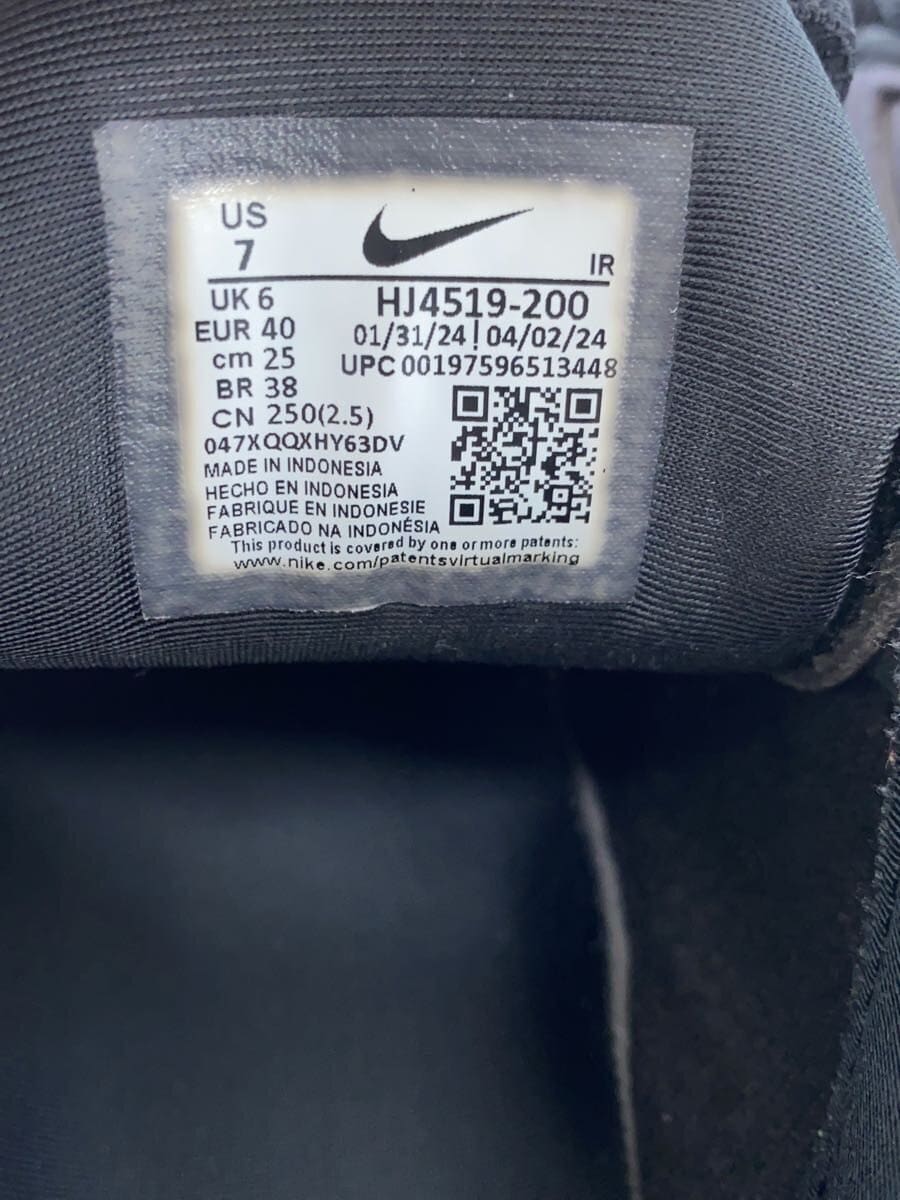 US
7
IR
UK 6
EUR 40
cm 25
BR 38
CN 250(2.5)
HJ4519-200
01/31/24 | 04/02/24
UPC 00197596513448
047XQQXHY63DV
MADE IN INDONESIA
HECHO EN INDONESIA
FABRIQUE EN INDONESIE
FABRICADO NA INDONÉSIA
This product is covered by one or more patents:
www.nike.com/patentsvirtualmarking